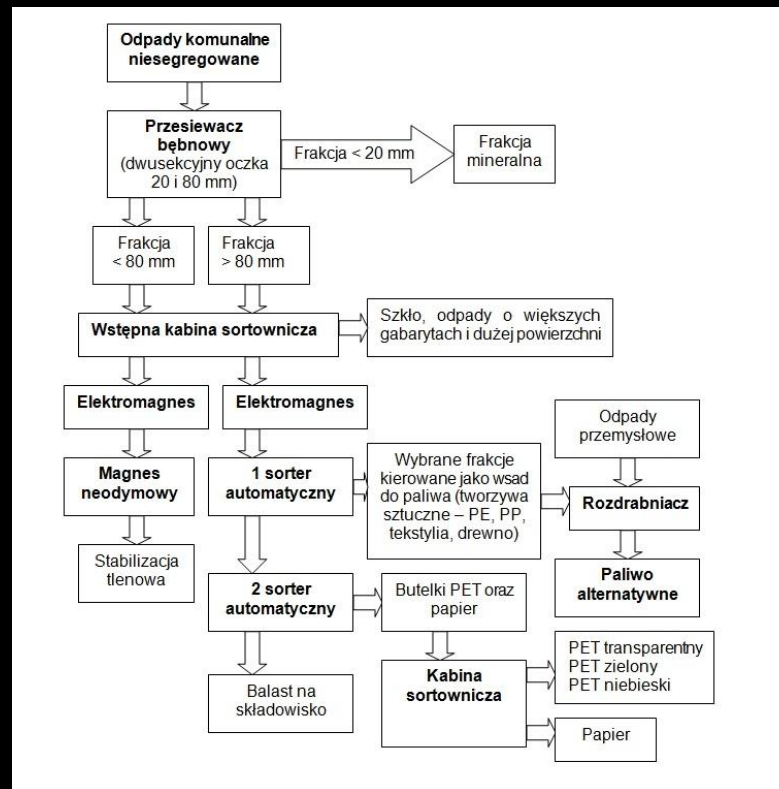 Odpady komunalne
niesegregowane
Przesiewacz
bębnowy
(dwusekcyjny oczka
20 i 80 mm)
Frakcja < 20 mm
Frakcja
mineralna
Frakcja
< 80 mm
Frakcja
> 80 mm
Wstępna kabina sortownicza
Szkło, odpady o większych
gabarytach i dużej powierzchni
Elektromagnes
Elektromagnes
Odpady
przemysłowe
Magnes
neodymowy
1 sorter
automatyczny
Wybrane frakcje
kierowane jako wsad
do paliwa (tworzywa
sztuczne – PE, PP,
tekstylia, drewno)
Rozdrabniacz
Stabilizacja
tlenowa
2 sorter
automatyczny
Butelki PET oraz
papier
Paliwo
alternatywne
Balast na
składowisko
Kabina
sortownicza
PET transparentny
PET zielony
PET niebieski
Papier